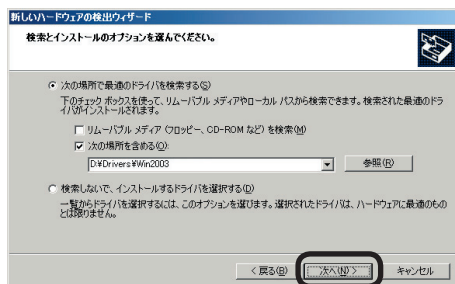 新しいハードウェアの検出ウィザード
検索とインストールのオプションを選んでください。
次の場所で最適のドライバを検索する(S)
下のチェック ボックスを使って、リムーバブル メディアやローカル パスから検索できます。検索された最適のドラ
イバがインストールされます。
リムーバブル メディア (フロッピー、CD-ROM など) を検索(M)
次の場所を含める(O):
D:¥Drivers¥Win2003
参照(R)
検索しないで、インストールするドライバを選択する(D)
一覧からドライバを選択するには、このオプションを選びます。選択されたドライバは、ハードウェアに最適のもの
とは限りません。
< 戻る(B)
次へ(N) >
キャンセル